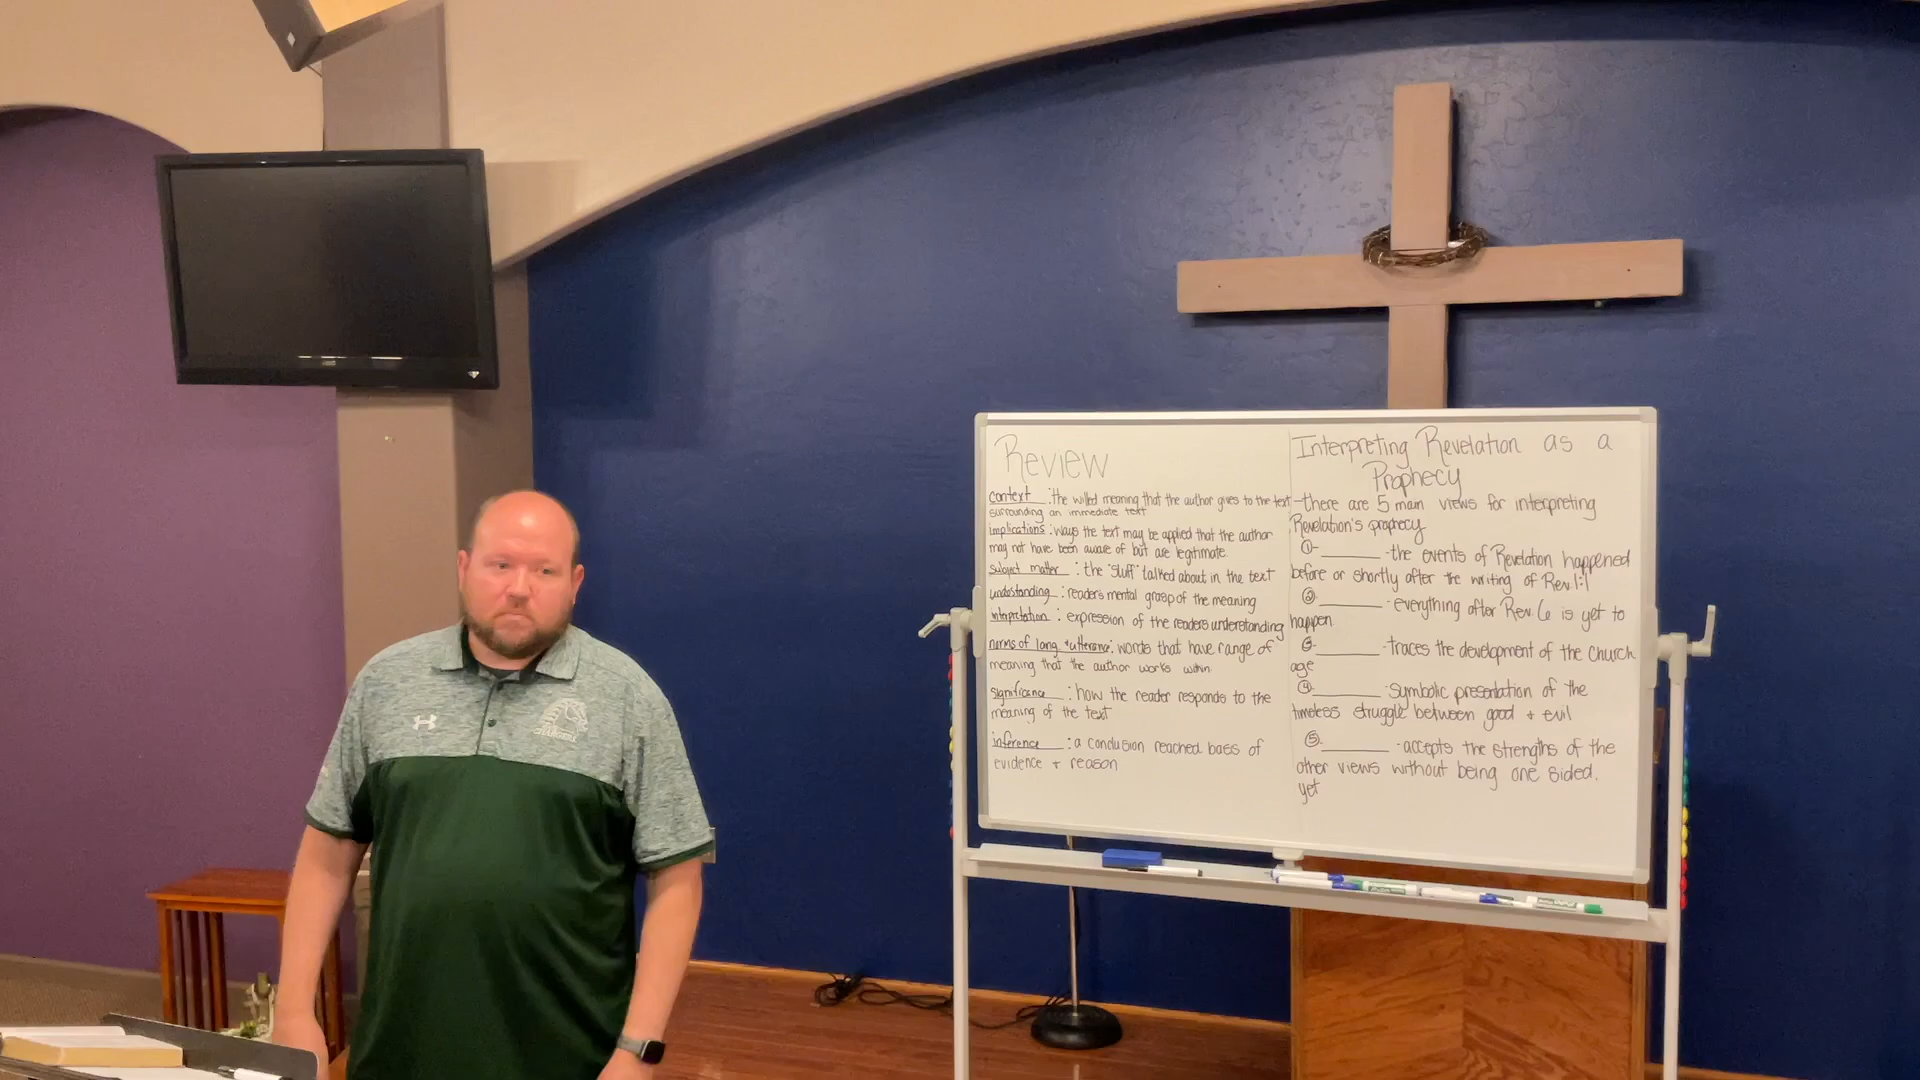 Review
context : the willed meaning that the author gives to the text
surrounding an immediate text
implications : ways the text may be applied that the author
may not have been aware of but are legitimate.
subject matter : the "stuff" talked about in the text
undostanding : readers mental grasp of the meaning
intepretation : expression of the readers understanding
norms of lang + utterance : words that have range of
meaning that the author works within
significance : how the reader responds to the
meaning of the text
inference : a conclusion reached bases of
evidence + reason
Interpreting Revelation as a
Prophecy
-there are 5 main views for interpreting
Revelation's prophecy
① ______ -the events of Revelation happened
before or shortly after the writing of Rev. 1:1
② ______ -everything after Rev. 6 is yet to
happen.
③ ______ -traces the development of the church
age
④ ______ -symbolic presentation of the
timeless struggle between good + evil
⑤ ______ -accepts the strengths of the
other views without being one sided.
yet